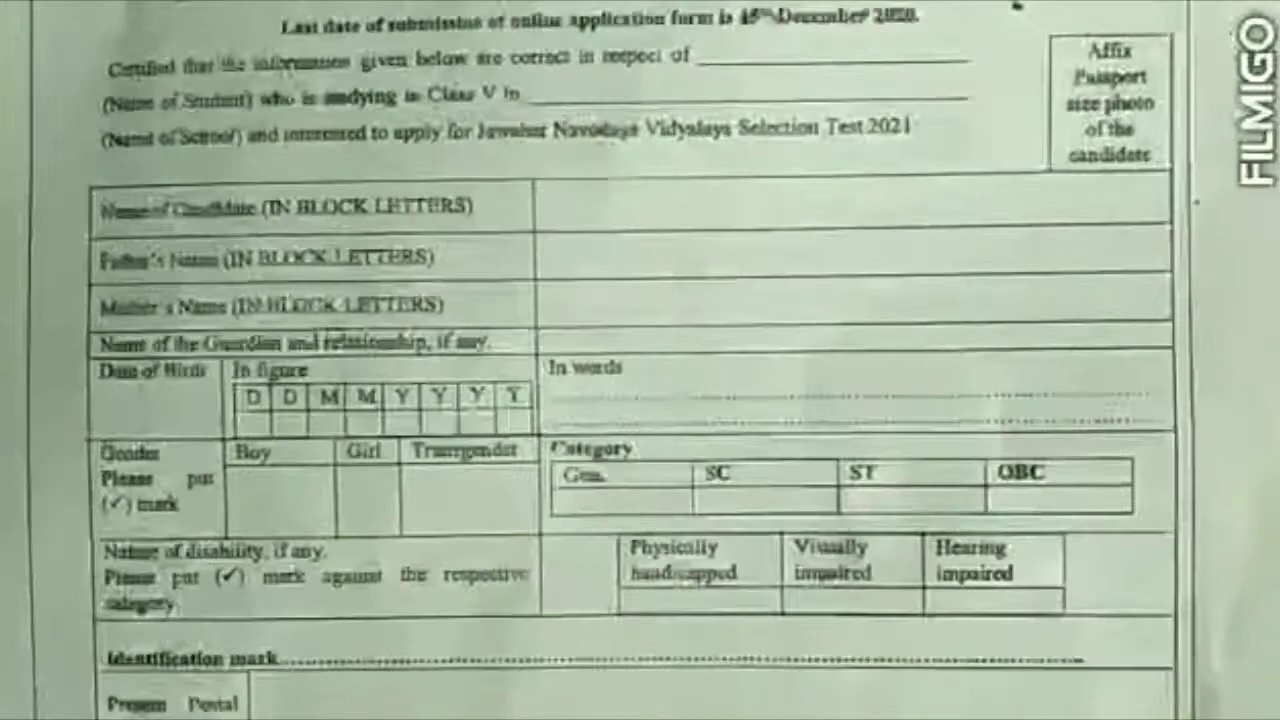 Last date of submission of online application form is 15th December 2020.
Certified that the information given below are correct in respect of
(Name of Student) who is studying in Class V in
(Name of School) and interested to apply for Jawahar Navodaya Vidyalaya Selection Test 2021
Affix
Passport
size photo
of the
candidate
FILMIGO
Name of Candidate (IN BLOCK LETTERS)
Father's Name (IN BLOCK LETTERS)
Mother's Name (IN BLOCK LETTERS)
Name of the Guardian and relationship, if any.
Date of Birth In figure In words
D D M M Y Y Y Y
Gender Boy Girl Transgender Category
Please put
(✓) mark
Gen. SC ST OBC
Nature of disability, if any.
Please put (✓) mark against the respective
category
Physically
handicapped
Visually
impaired
Hearing
impaired
Identification mark
Present Postal